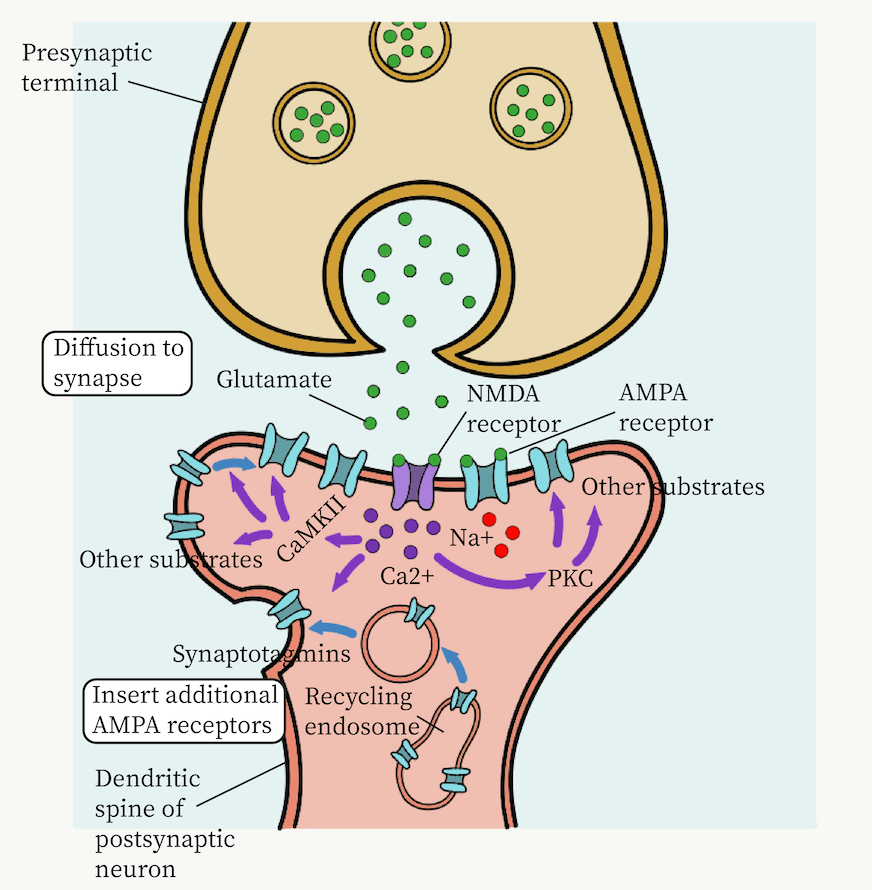 Presynaptic
terminal
Diffusion to
synapse
Glutamate
NMDA
receptor
AMPA
receptor
Other substrates
CaMKII
Na+
Other substrates
Ca2+
PKC
Synaptotagmins
Insert additional
AMPA receptors
Recycling
endosome
Dendritic
spine of
postsynaptic
neuron